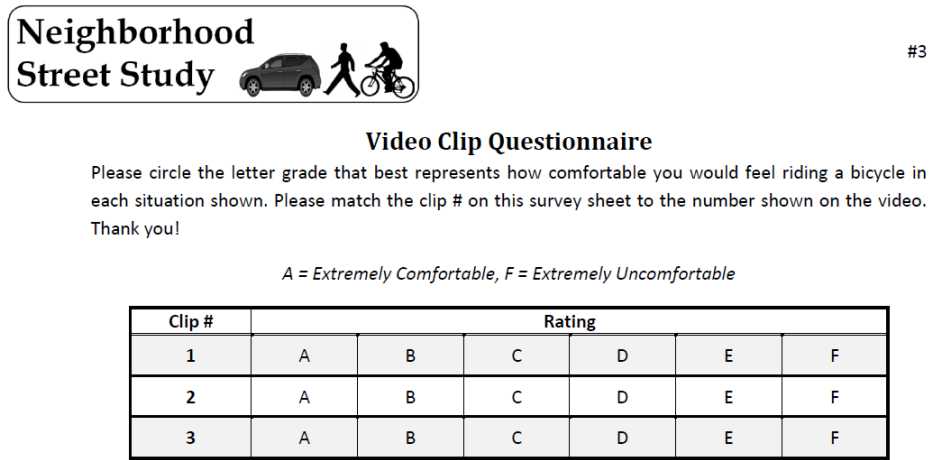 Neighborhood
Street Study
#3
Video Clip Questionnaire
Please circle the letter grade that best represents how comfortable you would feel riding a bicycle in
each situation shown. Please match the clip # on this survey sheet to the number shown on the video.
Thank you!
A = Extremely Comfortable, F = Extremely Uncomfortable
Clip # Rating
1 A B C D E F
2 A B C D E F
3 A B C D E F